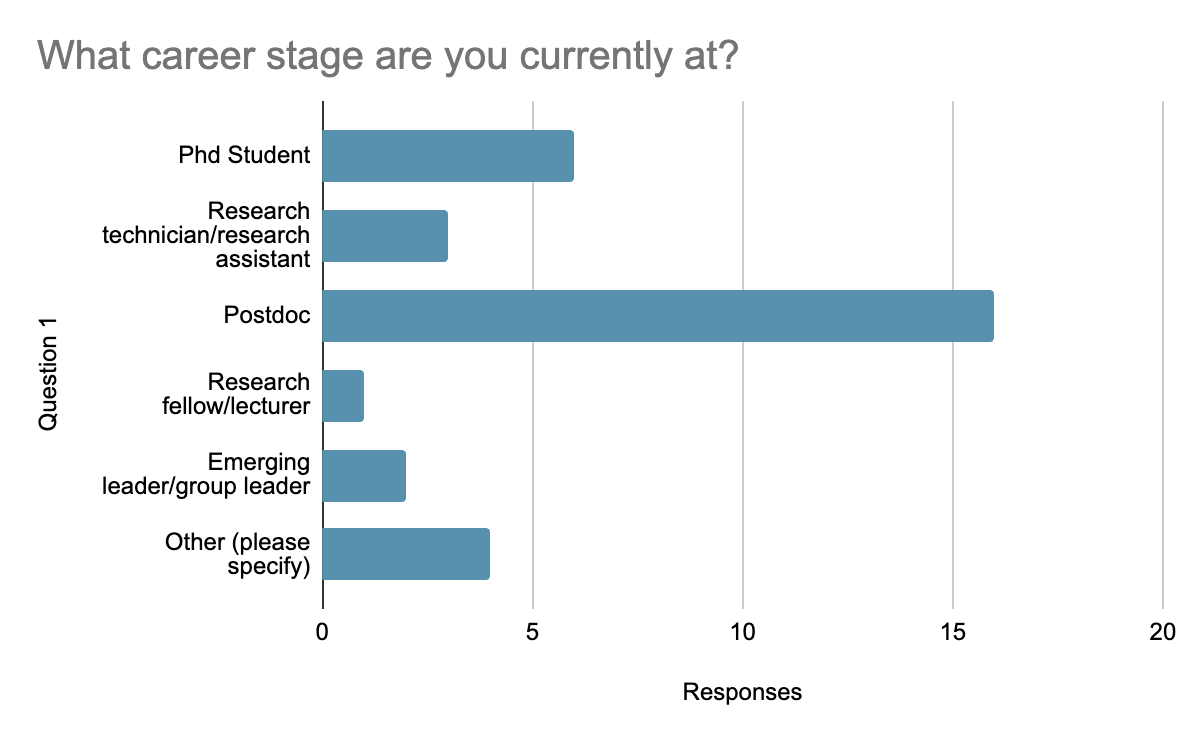 What career stage are you currently at?
Phd Student
Research
technician/research
assistant
Postdoc
Research
fellow/lecturer
Emerging
leader/group leader
Other (please
specify)
Question 1
0 5 10 15 20
Responses